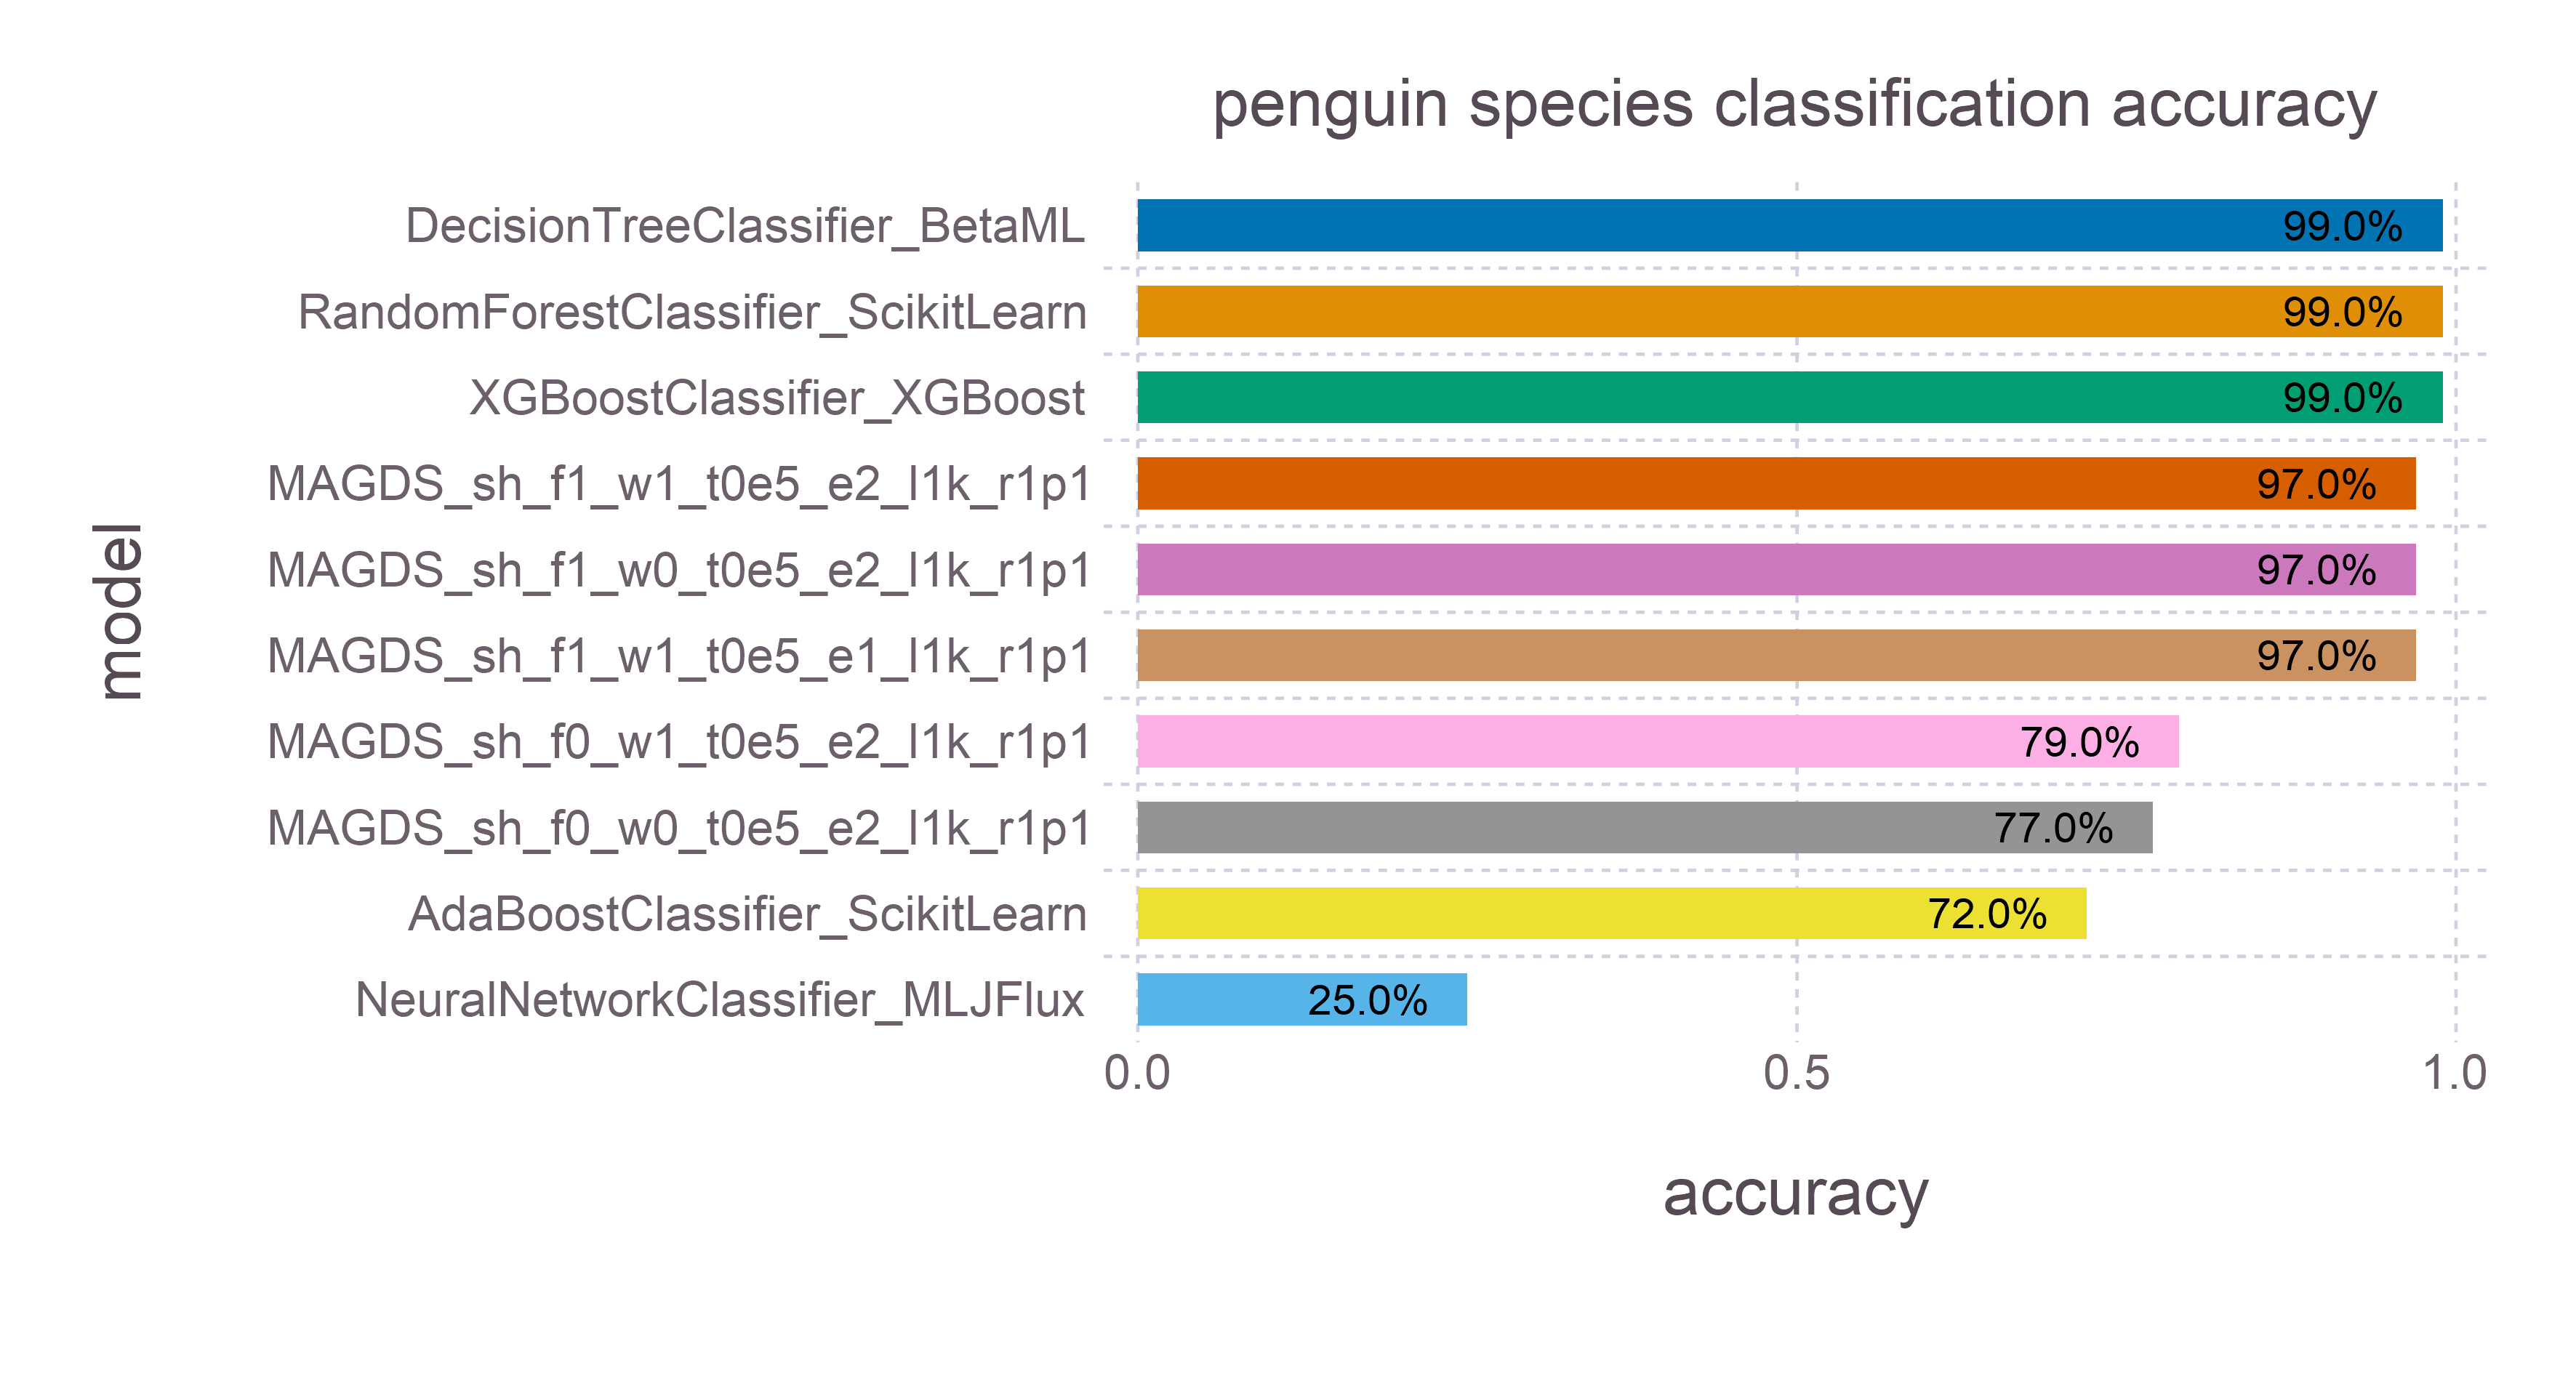 penguin species classification accuracy
DecisionTreeClassifier_BetaML 99.0%
RandomForestClassifier_ScikitLearn 99.0%
XGBoostClassifier_XGBoost 99.0%
MAGDS_sh_f1_w1_t0e5_e2_l1k_r1p1 97.0%
MAGDS_sh_f1_w0_t0e5_e2_l1k_r1p1 97.0%
MAGDS_sh_f1_w1_t0e5_e1_l1k_r1p1 97.0%
MAGDS_sh_f0_w1_t0e5_e2_l1k_r1p1 79.0%
MAGDS_sh_f0_w0_t0e5_e2_l1k_r1p1 77.0%
AdaBoostClassifier_ScikitLearn 72.0%
NeuralNetworkClassifier_MLJFlux 25.0%
model
0.0 0.5 1.0
accuracy